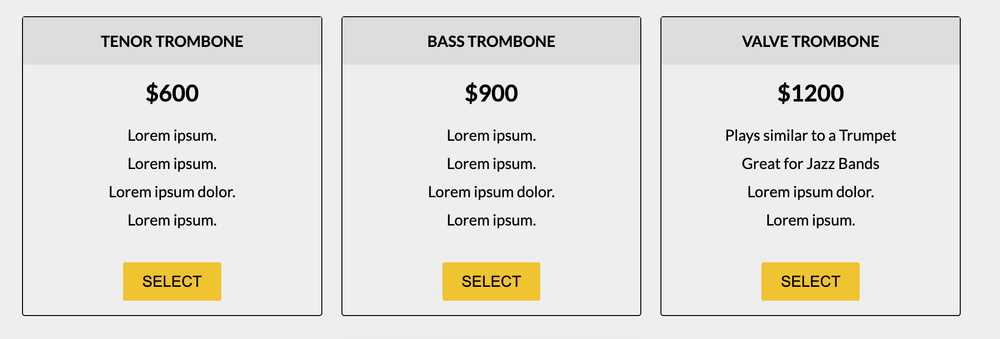 TENOR TROMBONE
$600
Lorem ipsum.
Lorem ipsum.
Lorem ipsum dolor.
Lorem ipsum.
SELECT
BASS TROMBONE
$900
Lorem ipsum.
Lorem ipsum.
Lorem ipsum dolor.
Lorem ipsum.
SELECT
VALVE TROMBONE
$1200
Plays similar to a Trumpet
Great for Jazz Bands
Lorem ipsum dolor.
Lorem ipsum.
SELECT